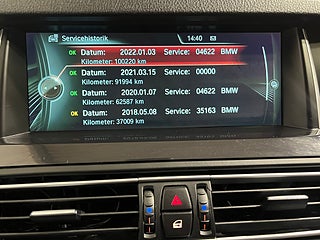 Servicehistorik 14:40
OK Datum: 2022.01.03 Service: 04622 BMW
Kilometer: 100220 km
OK Datum: 2021.03.15 Service: 00000
Kilometer: 91994 km
OK Datum: 2020.01.07 Service: 04622 BMW
Kilometer: 62587 km
OK Datum: 2018.05.08 Service: 35163 BMW
Kilometer: 37009 km